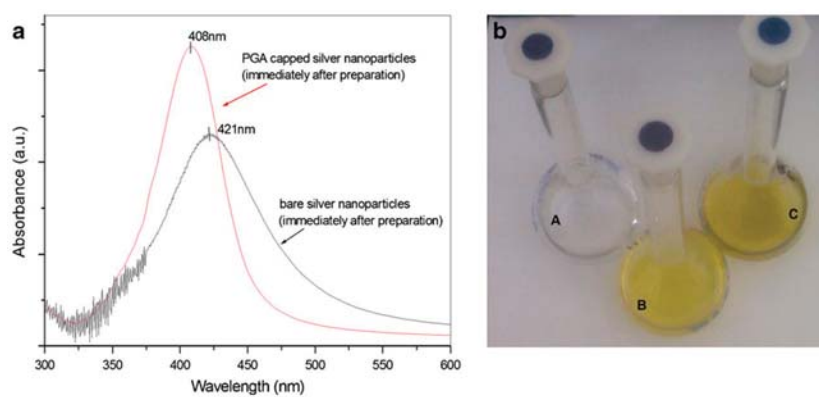 a
408nm
PGA capped silver nanoparticles
(immediately after preparation)
421nm
bare silver nanoparticles
(immediately after preparation)
Absorbance (a.u.)
300
350
400
450
500
550
600
Wavelength (nm)
b
A
B
C